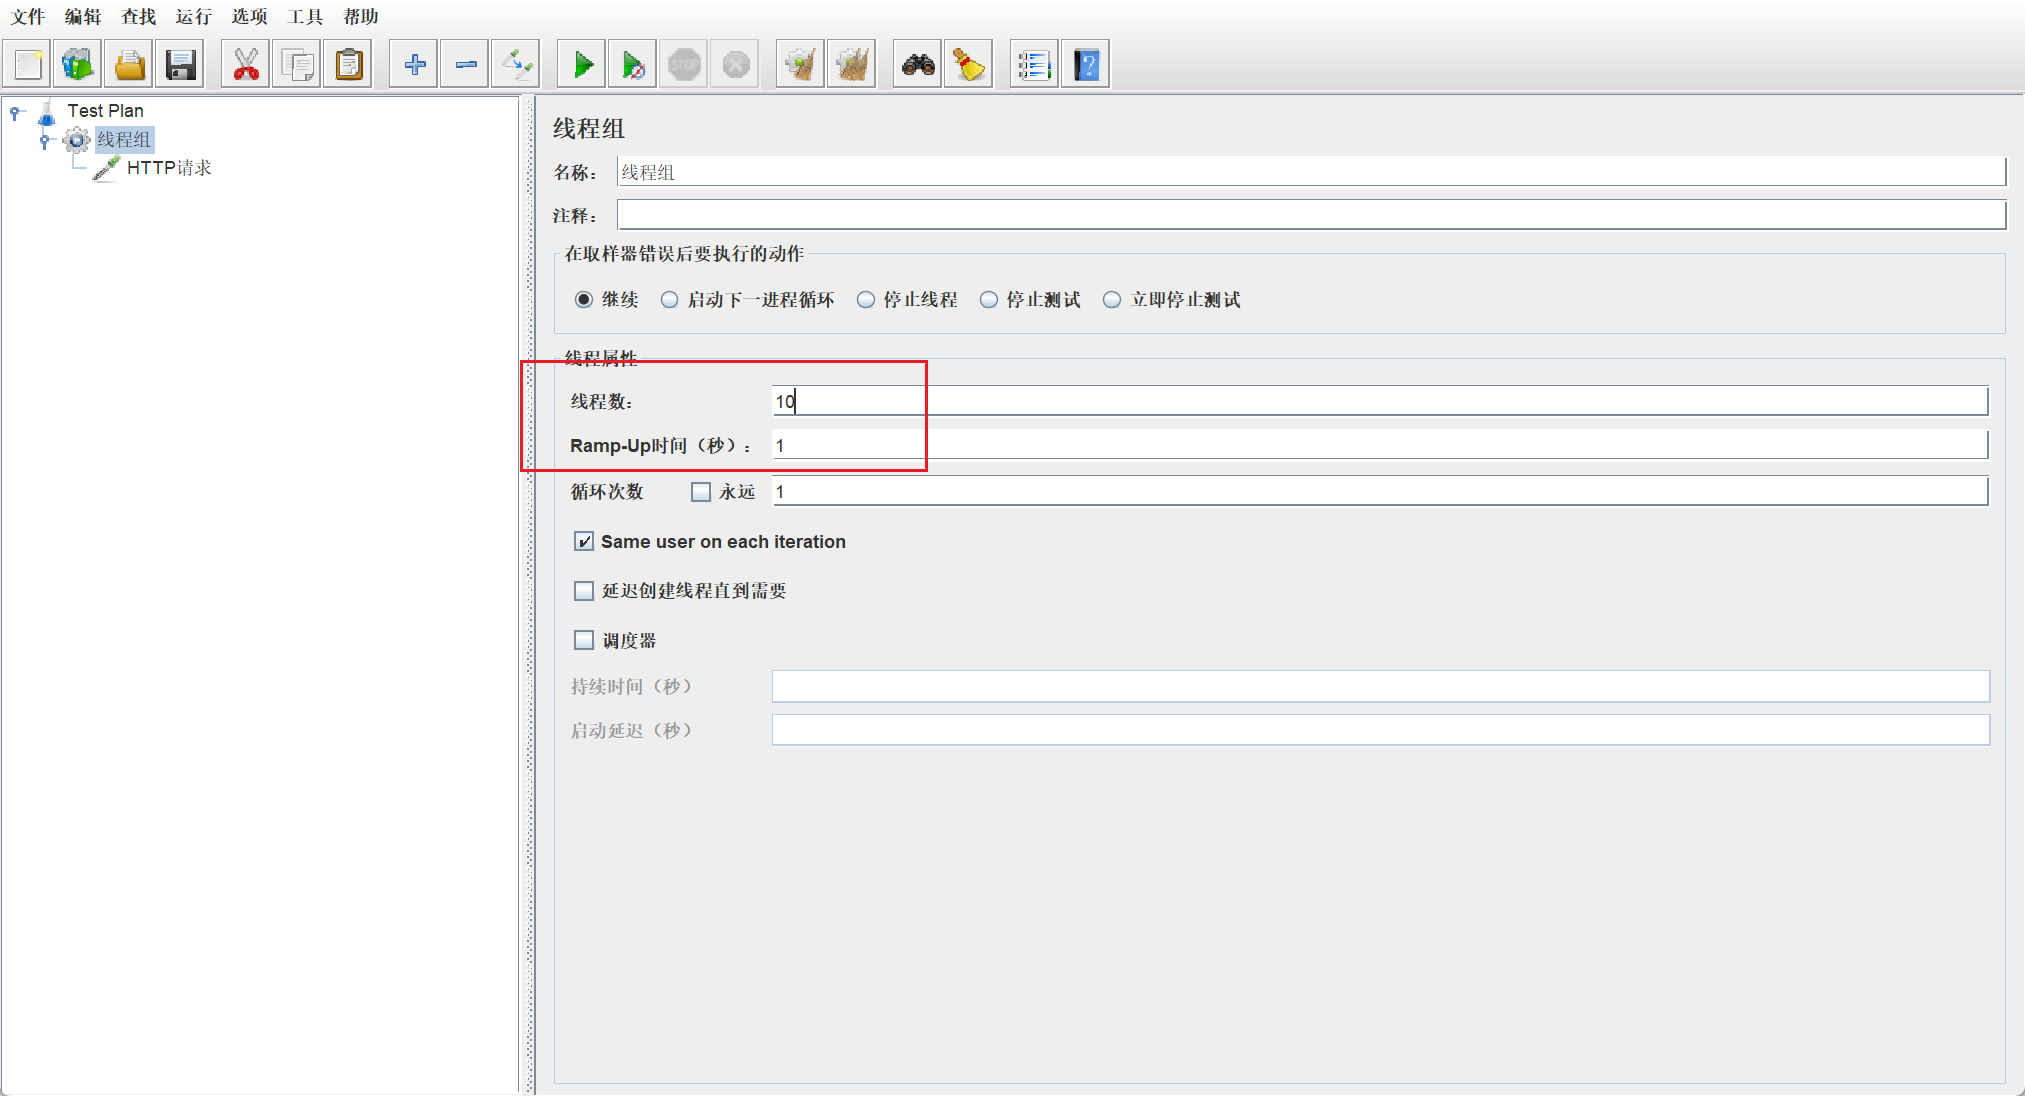 文件 编辑 查找 运行 选项 工具 帮助
STOP
Test Plan
线程组
HTTP请求
线程组
名称： 线程组
注释：
在取样器错误后要执行的动作
继续 启动下一进程循环 停止线程 停止测试 立即停止测试
线程属性
线程数： 10
Ramp-Up时间（秒）： 1
循环次数 永远 1
Same user on each iteration
延迟创建线程直到需要
调度器
持续时间（秒）
启动延迟（秒）